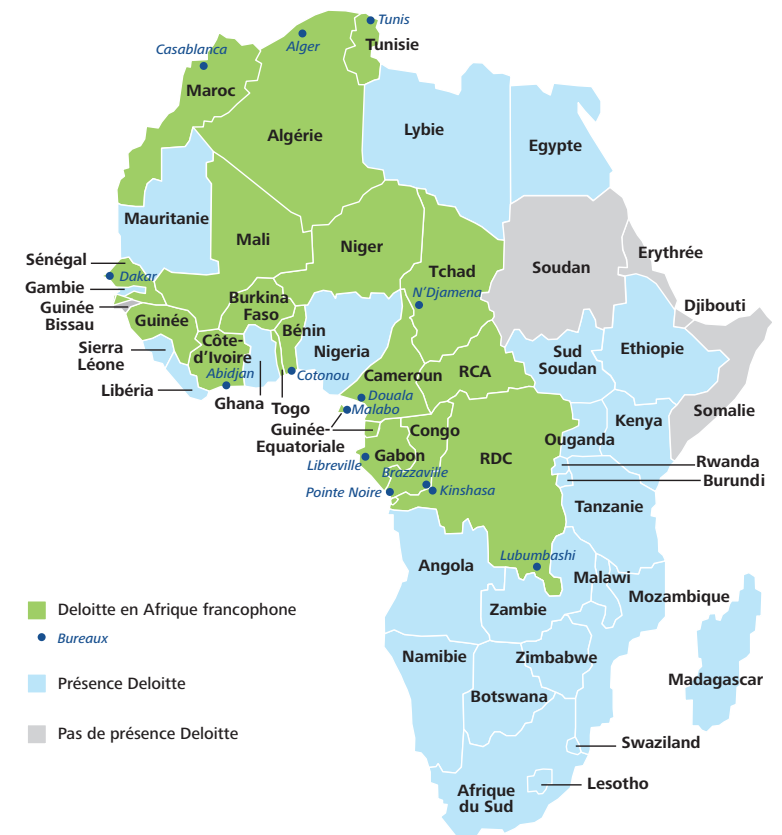 Tunis
Casablanca
Alger
Tunisie
Maroc
Algérie
Lybie
Egypte
Mauritanie
Mali
Niger
Tchad
Soudan
Erythrée
Sénégal
Dakar
Gambie
N'Djamena
Djibouti
Guinée
Bissau
Guinée
Burkina
Faso
Bénin
Nigeria
Côte-
d'Ivoire
Abidjan
Sierra
Léone
Libéria
Ghana
Togo
Cotonou
Cameroun
RCA
Sud
Soudan
Ethiopie
Somalie
Douala
Malabo
Guinée-
Equatoriale
Congo
Gabon
RDC
Ouganda
Kenya
Libreville
Brazzaville
Rwanda
Burundi
Pointe Noire
Kinshasa
Tanzanie
Lubumbashi
Angola
Malawi
Mozambique
Zambie
Deloitte en Afrique francophone
Bureaux
Namibie
Zimbabwe
Présence Deloitte
Botswana
Madagascar
Pas de présence Deloitte
Swaziland
Lesotho
Afrique
du Sud